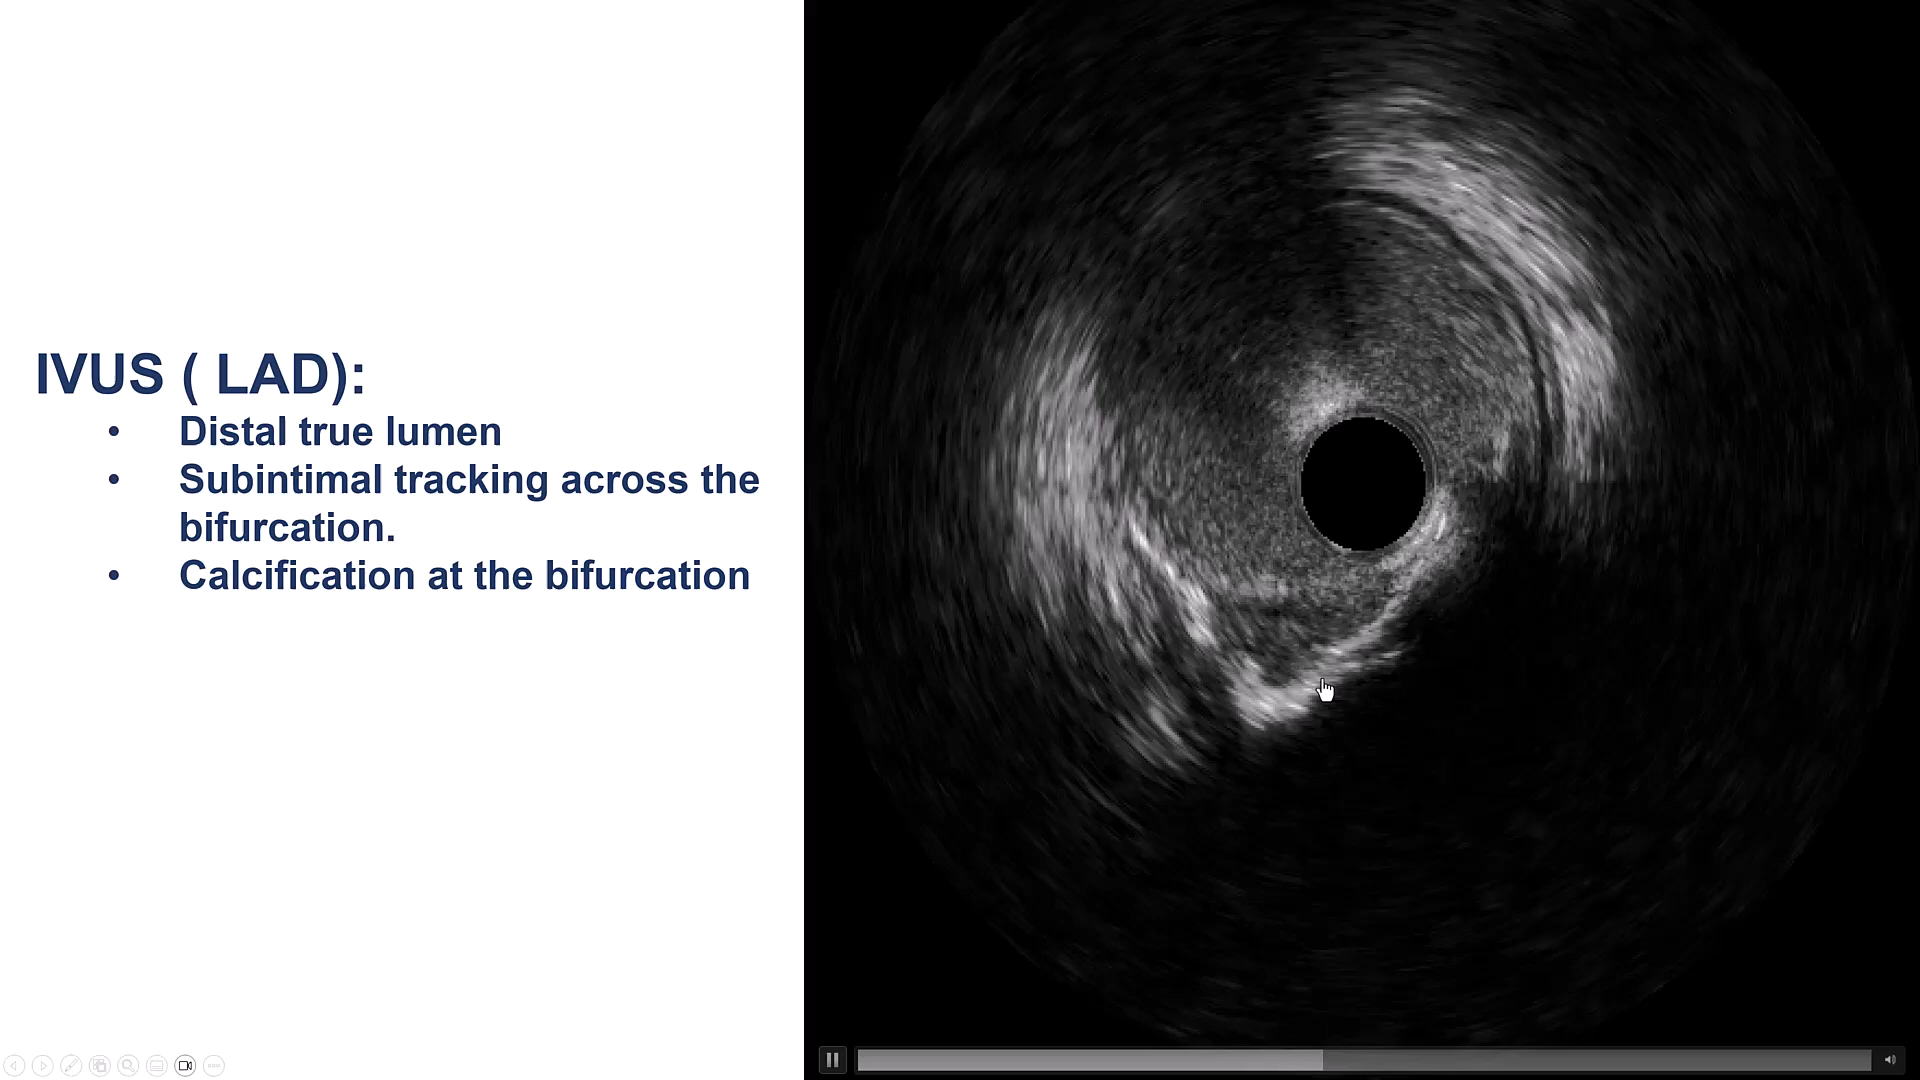 IVUS ( LAD):
• Distal true lumen
• Subintimal tracking across the
bifurcation.
• Calcification at the bifurcation